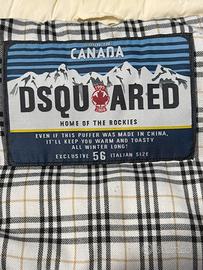 CANADA
DSQUARED
HOME OF THE ROCKIES
EVEN IF THIS PUFFER WAS MADE IN CHINA,
IT'LL KEEP YOU WARM AND TOASTY
ALL WINTER LONG!
EXCLUSIVE 56 ITALIAN SIZE